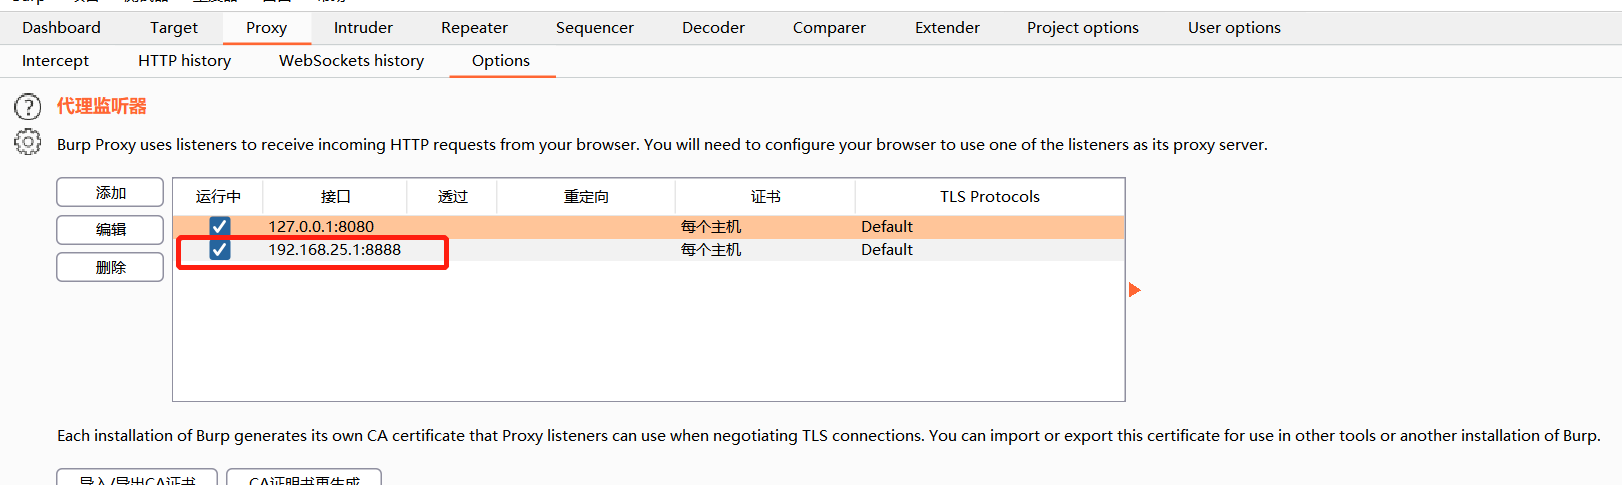 Dashboard Target Proxy Intruder Repeater Sequencer Decoder Comparer Extender Project options User options
Intercept HTTP history WebSockets history Options
代理监听器
Burp Proxy uses listeners to receive incoming HTTP requests from your browser. You will need to configure your browser to use one of the listeners as its proxy server.
添加
编辑
删除
运行中 接口 透过 重定向 证书 TLS Protocols
127.0.0.1:8080 每个主机 Default
192.168.25.1:8888 每个主机 Default
Each installation of Burp generates its own CA certificate that Proxy listeners can use when negotiating TLS connections. You can import or export this certificate for use in other tools or another installation of Burp.
导入/导出CA证书 CA证明书再生成